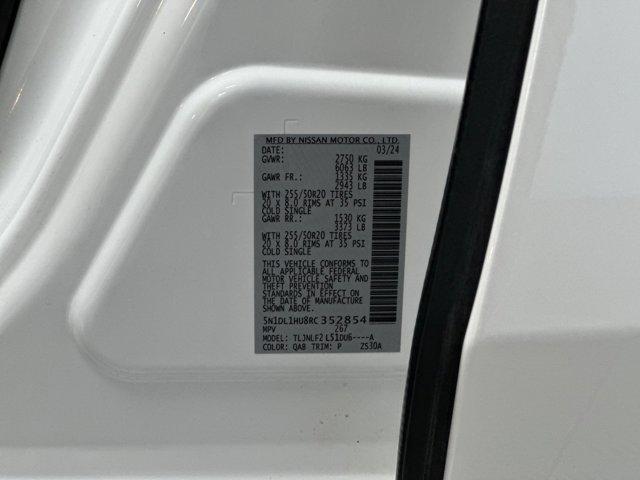 MFD BY NISSAN MOTOR CO., LTD.
DATE: 03/24
GVWR: 2750 KG
6063 LB
GAWR FR.: 1335 KG
2943 LB
WITH 255/50R20 TIRES
20 x 8.0 RIMS AT 35 PSI
COLD SINGLE
GAWR RR.: 1530 KG
3373 LB
WITH 255/50R20 TIRES
20 x 8.0 RIMS AT 35 PSI
COLD SINGLE
THIS VEHICLE CONFORMS TO
ALL APPLICABLE FEDERAL
MOTOR VEHICLE SAFETY AND
THEFT PREVENTION
STANDARDS IN EFFECT ON
THE DATE OF MANUFACTURE
SHOWN ABOVE.
5N1DL1HU8RC352854
MPV 267
MODEL: TLJNLF2 L51DU6----A
COLOR: QAB TRIM: P ZS30A